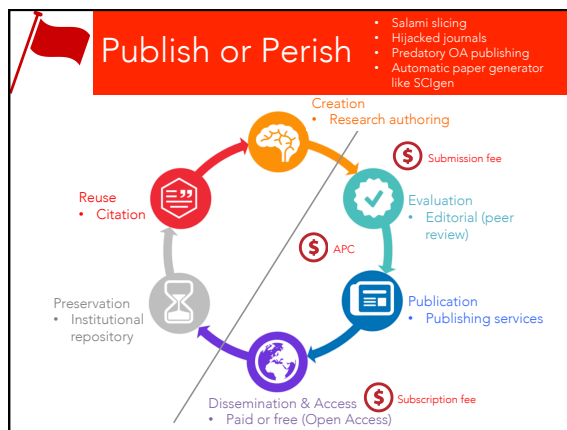 Publish or Perish
• Salami slicing
• Hijacked journals
• Predatory OA publishing
• Automatic paper generator
like SCIgen
Creation
• Research authoring
$ Submission fee
Evaluation
• Editorial (peer
review)
$ APC
Publication
• Publishing services
$ Subscription fee
Dissemination & Access
• Paid or free (Open Access)
Preservation
• Institutional
repository
Reuse
• Citation